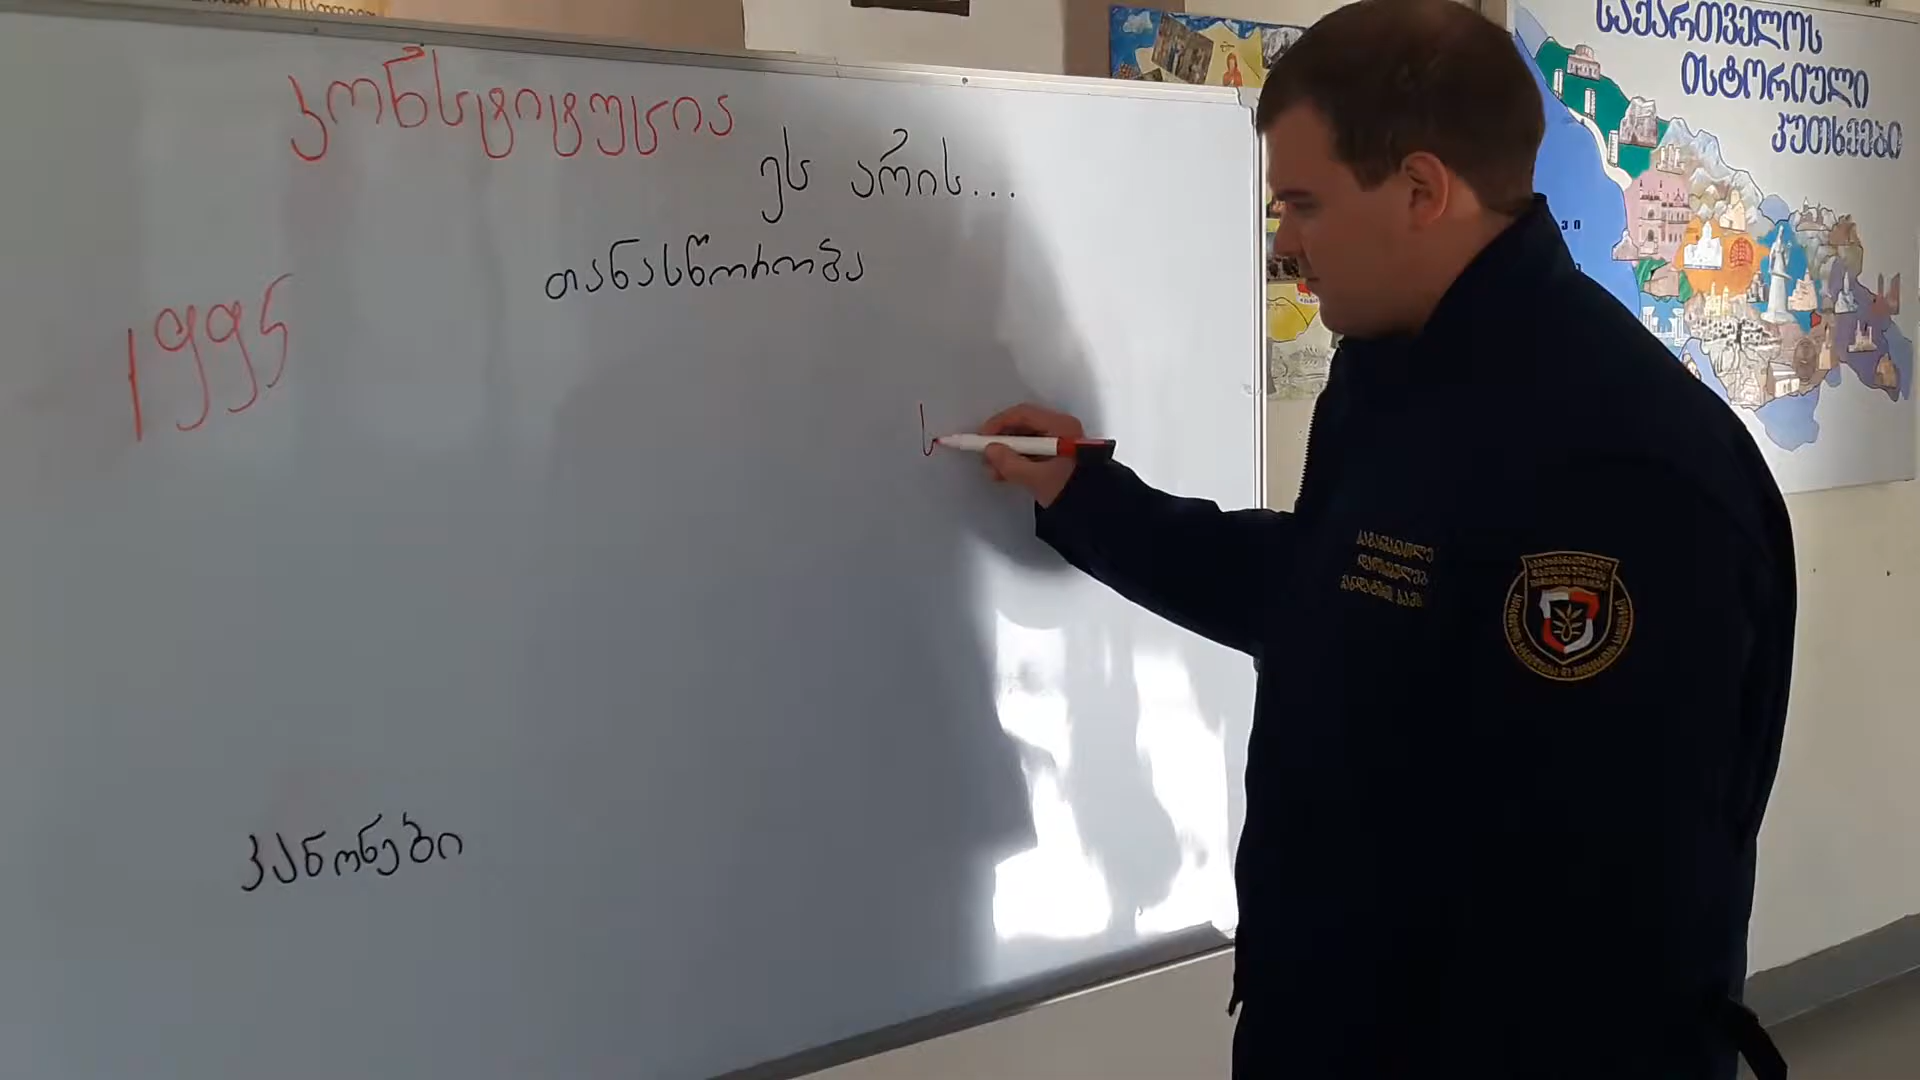 კონსტიტუცია
ეს არის...
თანასწორობა
1995
ს
კანონები
საქართველოს
ისტორიული
კუთხეები